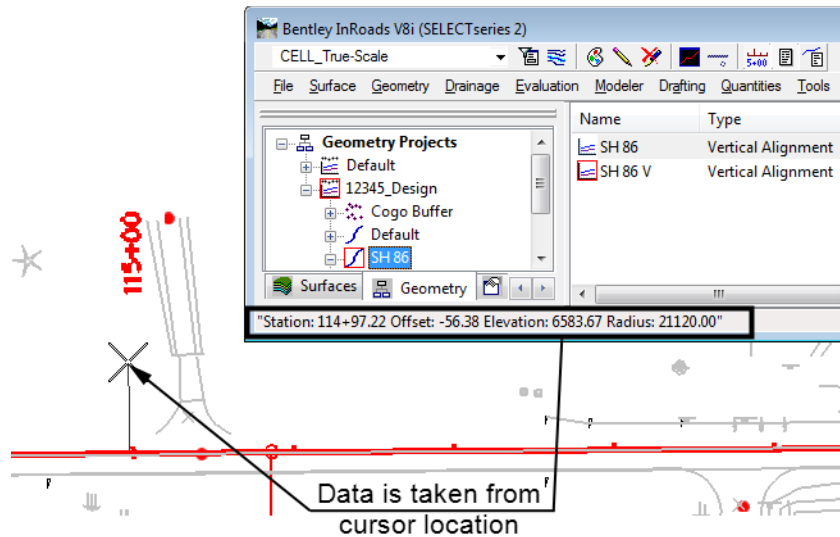 Bentley InRoads V8i (SELECTseries 2)
CELL_True-Scale
5+00
File Surface Geometry Drainage Evaluation Modeler Drafting Quantities Tools
Geometry Projects
Default
12345_Design
Cogo Buffer
Default
SH 86
Surfaces Geometry
Name Type
SH 86 Vertical Alignment
SH 86 V Vertical Alignment
"Station: 114+97.22 Offset: -56.38 Elevation: 6583.67 Radius: 21120.00"
115+00
Data is taken from
cursor location